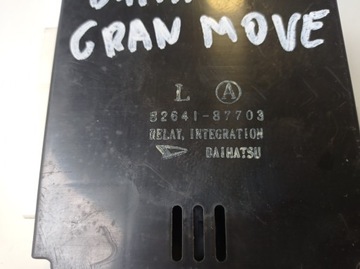 GRAN MOVE
L A
82641-87703
RELAY, INTEGRATION
DAIHATSU